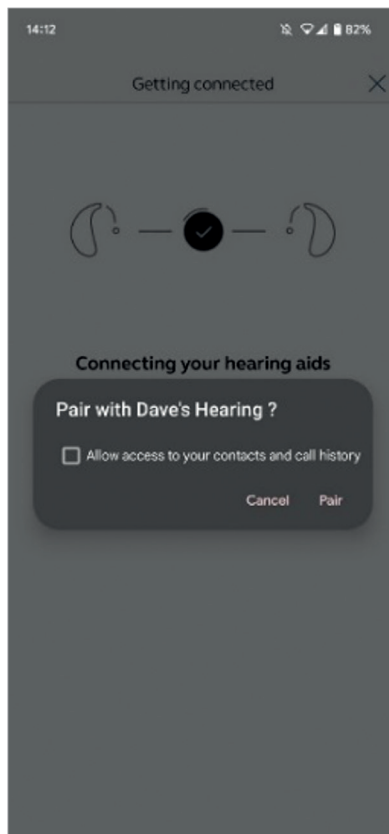 14:12 82%
Getting connected
Connecting your hearing aids
Pair with Dave's Hearing ?
Allow access to your contacts and call history
Cancel Pair